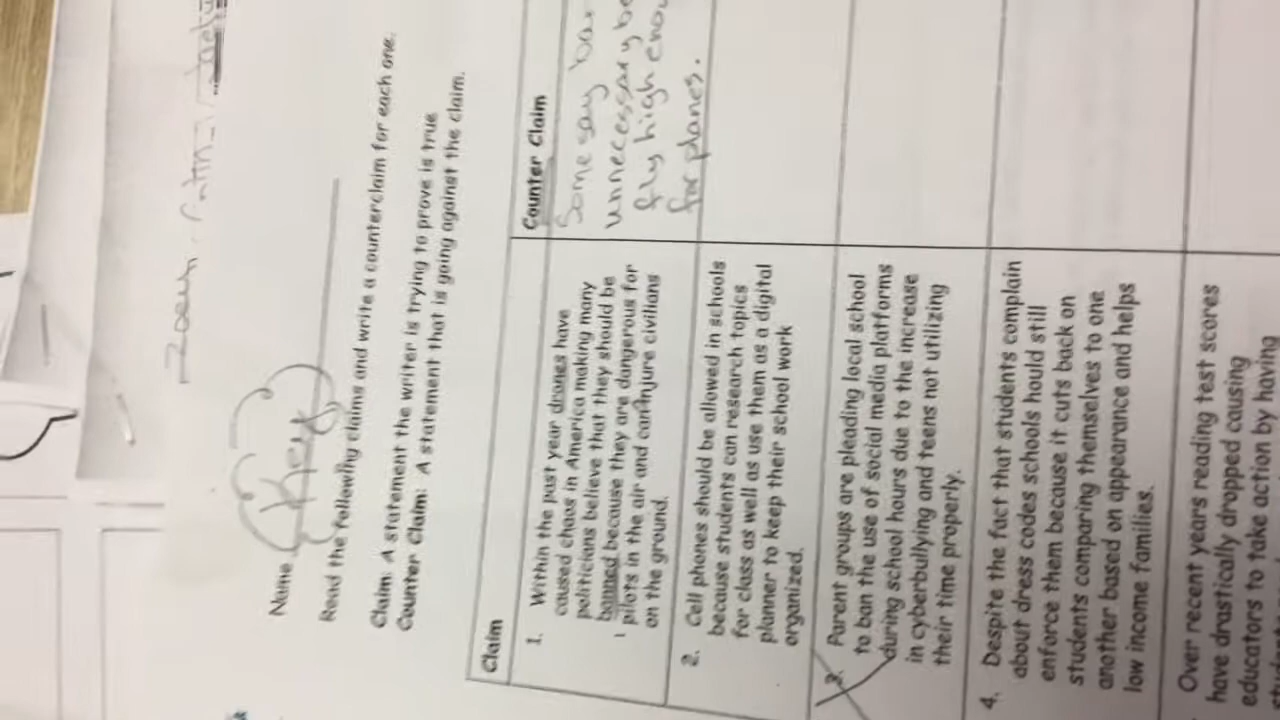 Name Key
Read the following claims and write a counterclaim for each one.
Claim: A statement the writer is trying to prove is true
Counter Claim: A statement that is going against the claim.
Claim
Counter Claim
1. Within the past year drones have
caused chaos in America making many
politicians believe that they should be
banned because they are dangerous for
pilots in the air and can injure civilians
on the ground.
Some say
unnecessary
fly high
for planes.
2. Cell phones should be allowed in schools
because students can research topics
for class as well as use them as a digital
planner to keep their school work
organized.
3. Parent groups are pleading local school
to ban the use of social media platforms
during school hours due to the increase
in cyberbullying and teens not utilizing
their time properly.
4. Despite the fact that students complain
about dress codes schools should still
enforce them because it cuts back on
students comparing themselves to one
another based on appearance and helps
low income families.
Over recent years reading test scores
have drastically dropped causing
educators to take action by having